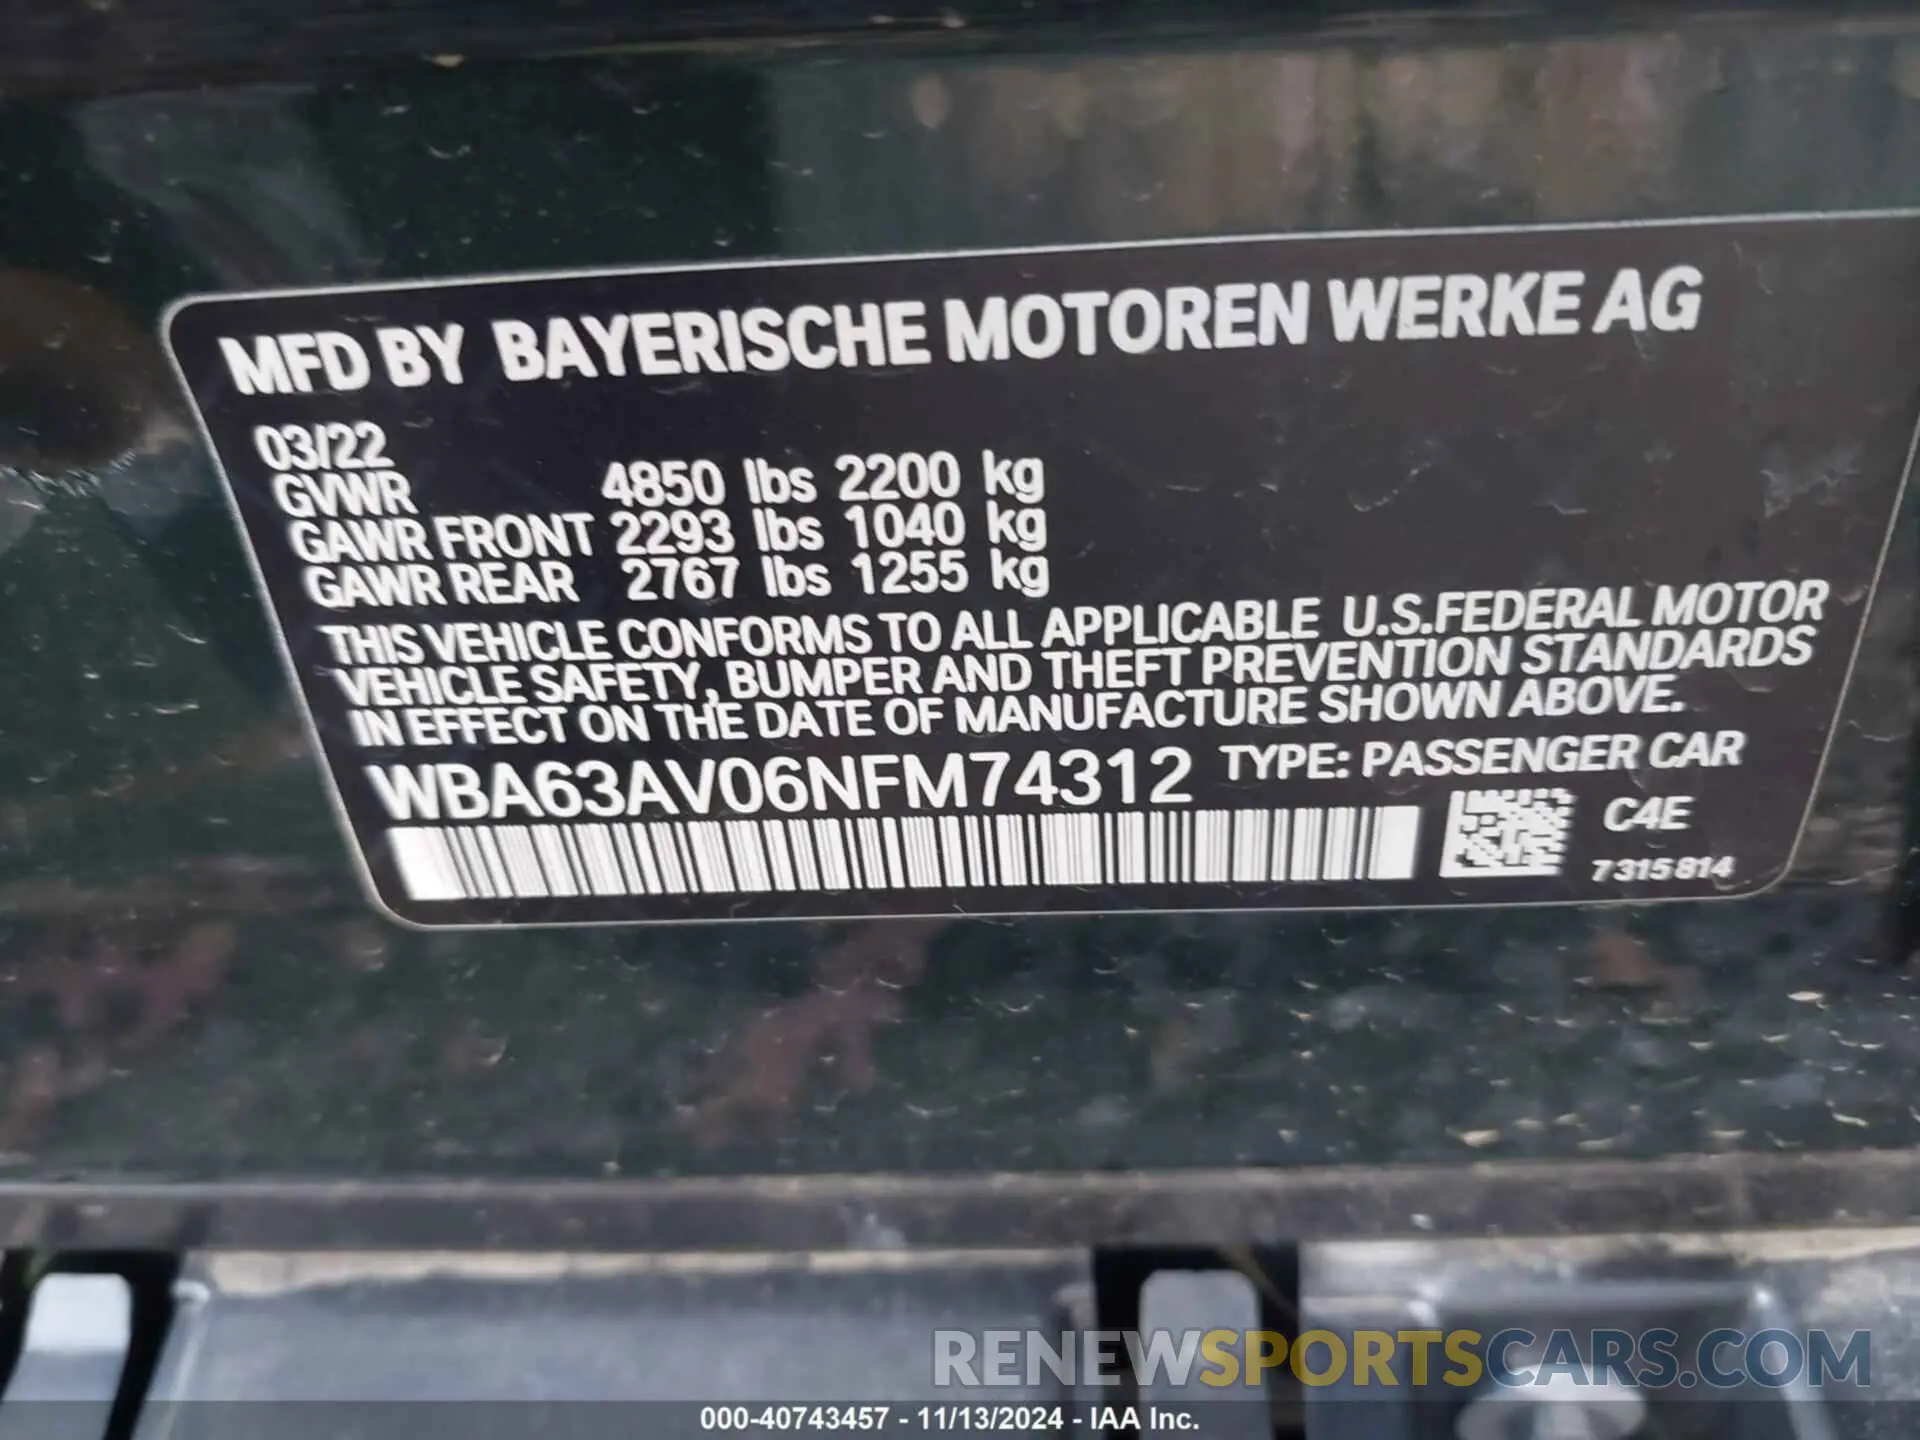 MFD BY BAYERISCHE MOTOREN WERKE AG
03/22
GVWR 4850 lbs 2200 kg
GAWR FRONT 2293 lbs 1040 kg
GAWR REAR 2767 lbs 1255 kg
THIS VEHICLE CONFORMS TO ALL APPLICABLE U.S.FEDERAL MOTOR
VEHICLE SAFETY, BUMPER AND THEFT PREVENTION STANDARDS
IN EFFECT ON THE DATE OF MANUFACTURE SHOWN ABOVE.
WBA63AV06NFM74312 TYPE: PASSENGER CAR
C4E
7315814
RENEWSPORTSCARS.COM
000-40743457 - 11/13/2024 - IAA Inc.